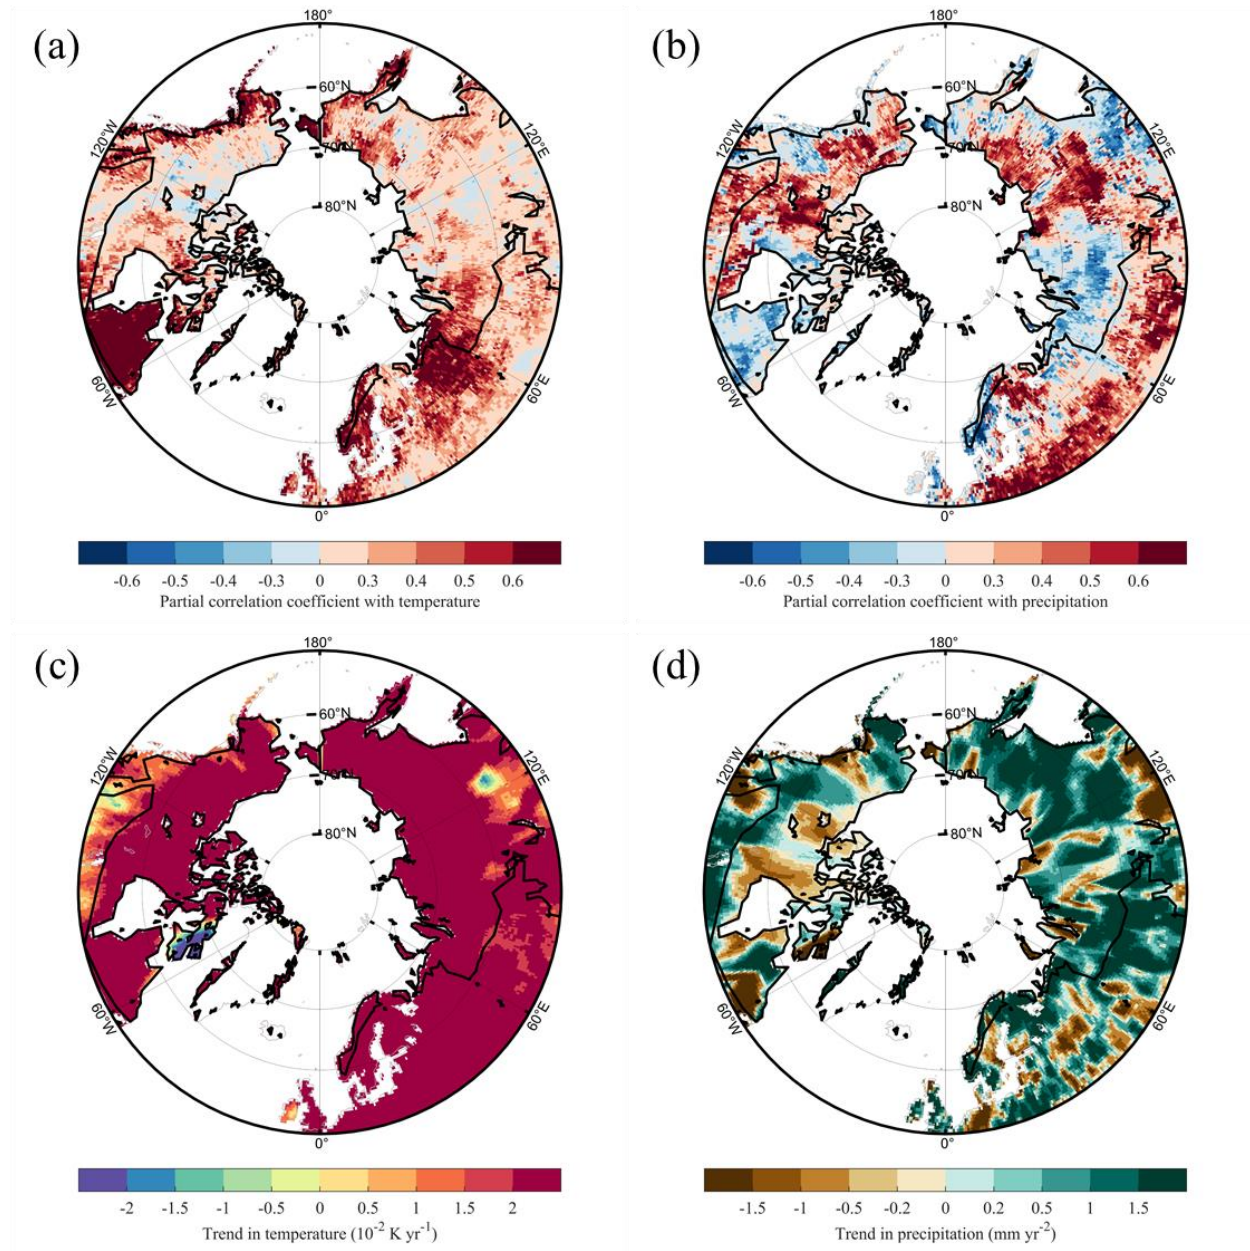 (a)
180°
60°N
70°N
80°N
120°W
120°E
60°W
60°E
0°
-0.6 -0.5 -0.4 -0.3 0 0.3 0.4 0.5 0.6
Partial correlation coefficient with temperature
(b)
180°
60°N
70°N
80°N
120°W
120°E
60°W
60°E
0°
-0.6 -0.5 -0.4 -0.3 0 0.3 0.4 0.5 0.6
Partial correlation coefficient with precipitation
(c)
180°
60°N
70°N
80°N
120°W
120°E
60°W
60°E
0°
-2 -1.5 -1 -0.5 0 0.5 1 1.5 2
Trend in temperature (10⁻² K yr⁻¹)
(d)
180°
60°N
70°N
80°N
120°W
120°E
60°W
60°E
0°
-1.5 -1 -0.5 -0.2 0 0.2 0.5 1 1.5
Trend in precipitation (mm yr⁻²)